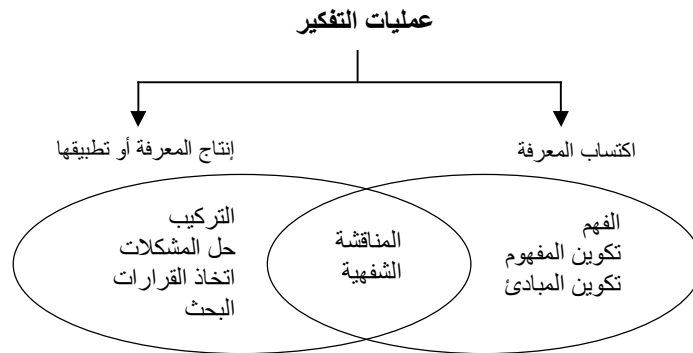 عمليات التفكير
اكتساب المعرفة
إنتاج المعرفة أو تطبيقها
الفهم
تكوين المفهوم
تكوين المبادئ
المناقشة
الشفهية
التركيب
حل المشكلات
اتخاذ القرارات
البحث